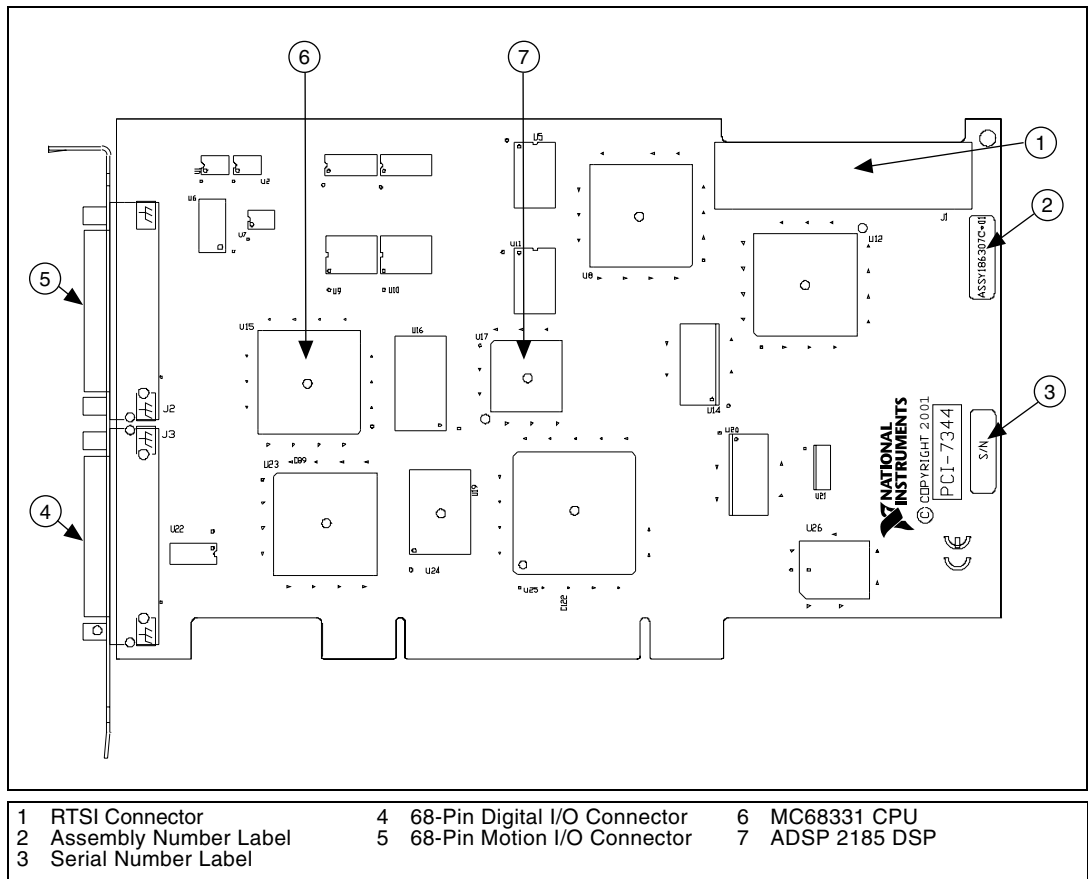 6
7
1
2
3
5
4
U5
U2
U6
U7
J1
U12
ASSY186307C-01
U11
U8
U9
U10
U15
U16
U17
U14
J2
J3
U20
NATIONAL
INSTRUMENTS
© COPYRIGHT 2001
PCI-7344
S/N
U23
C89
U19
U21
U22
U24
U26
U25
C122
CE
1 RTSI Connector
2 Assembly Number Label
3 Serial Number Label
4 68-Pin Digital I/O Connector
5 68-Pin Motion I/O Connector
6 MC68331 CPU
7 ADSP 2185 DSP